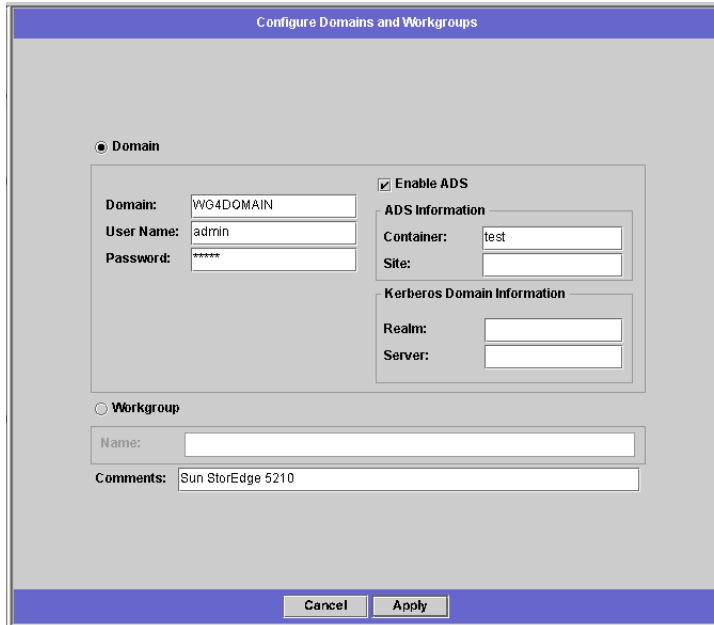 Configure Domains and Workgroups
Domain
Domain: WG4DOMAIN
User Name: admin
Password: *****
Enable ADS
ADS Information
Container: test
Site:
Kerberos Domain Information
Realm:
Server:
Workgroup
Name:
Comments: Sun StorEdge 5210
Cancel Apply